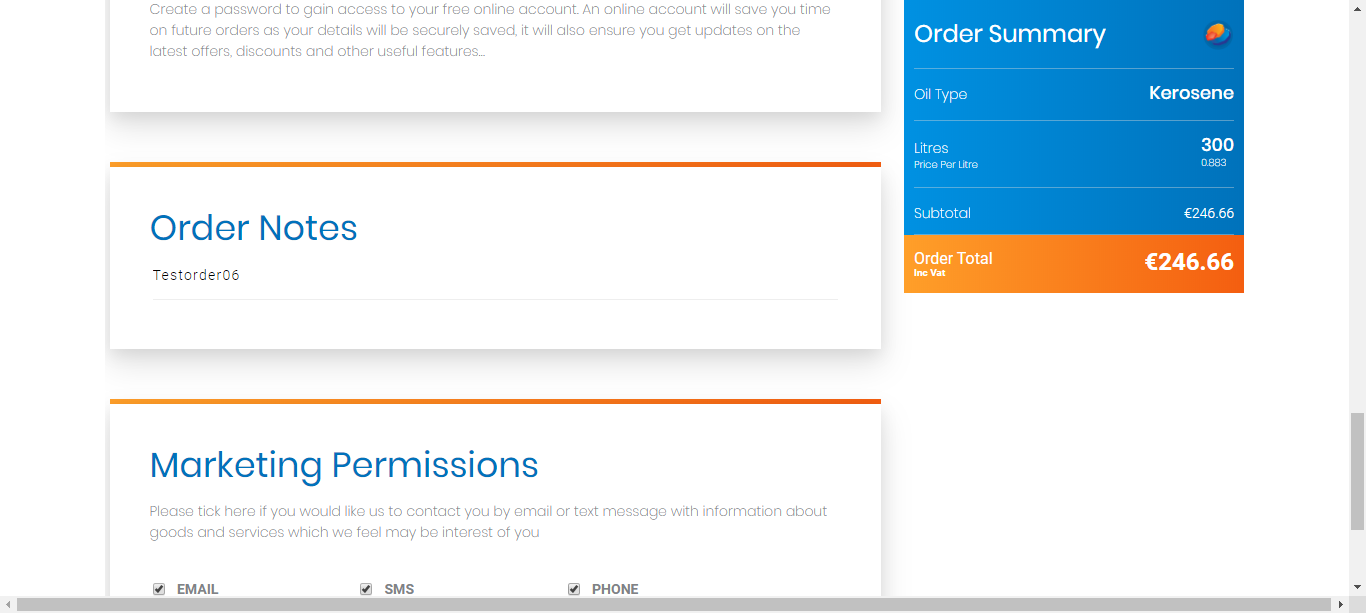 Create a password to gain access to your free online account. An online account will save you time
on future orders as your details will be securely saved, it will also ensure you get updates on the
latest offers, discounts and other useful features...
Order Notes
Testorder06
Marketing Permissions
Please tick here if you would like us to contact you by email or text message with information about
goods and services which we feel may be interest of you
EMAIL SMS PHONE
Order Summary
Oil Type Kerosene
Litres 300
Price Per Litre 0.883
Subtotal €246.66
Order Total €246.66
Inc Vat